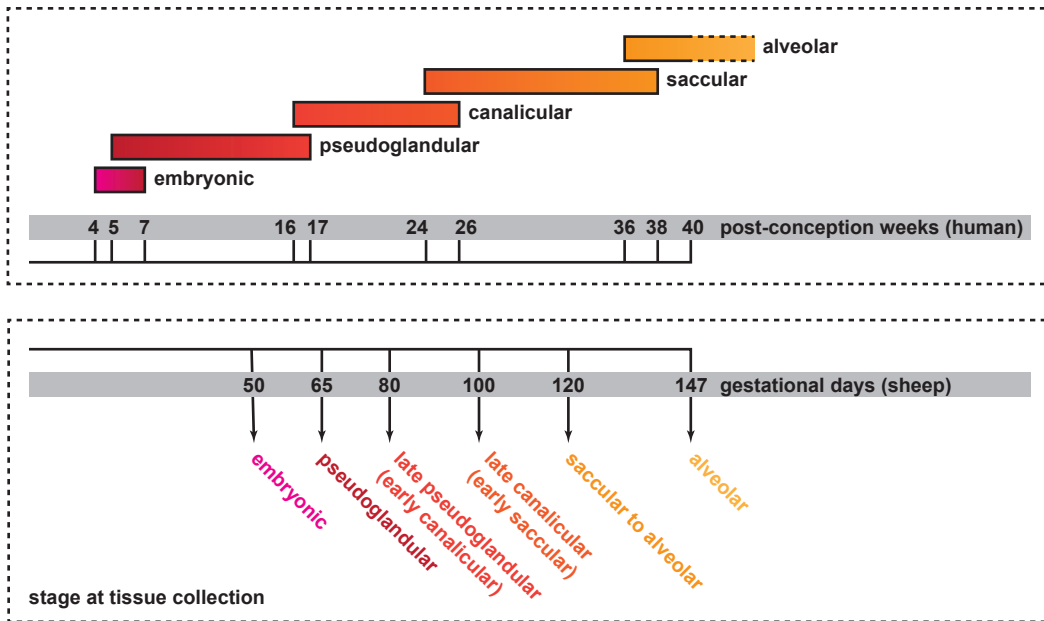 alveolar
saccular
canalicular
pseudoglandular
embryonic
4 5 7 16 17 24 26 36 38 40 post-conception weeks (human)
50 65 80 100 120 147 gestational days (sheep)
embryonic
pseudoglandular
late pseudoglandular
(early canalicular)
late canalicular
(early saccular)
saccular to alveolar
alveolar
stage at tissue collection